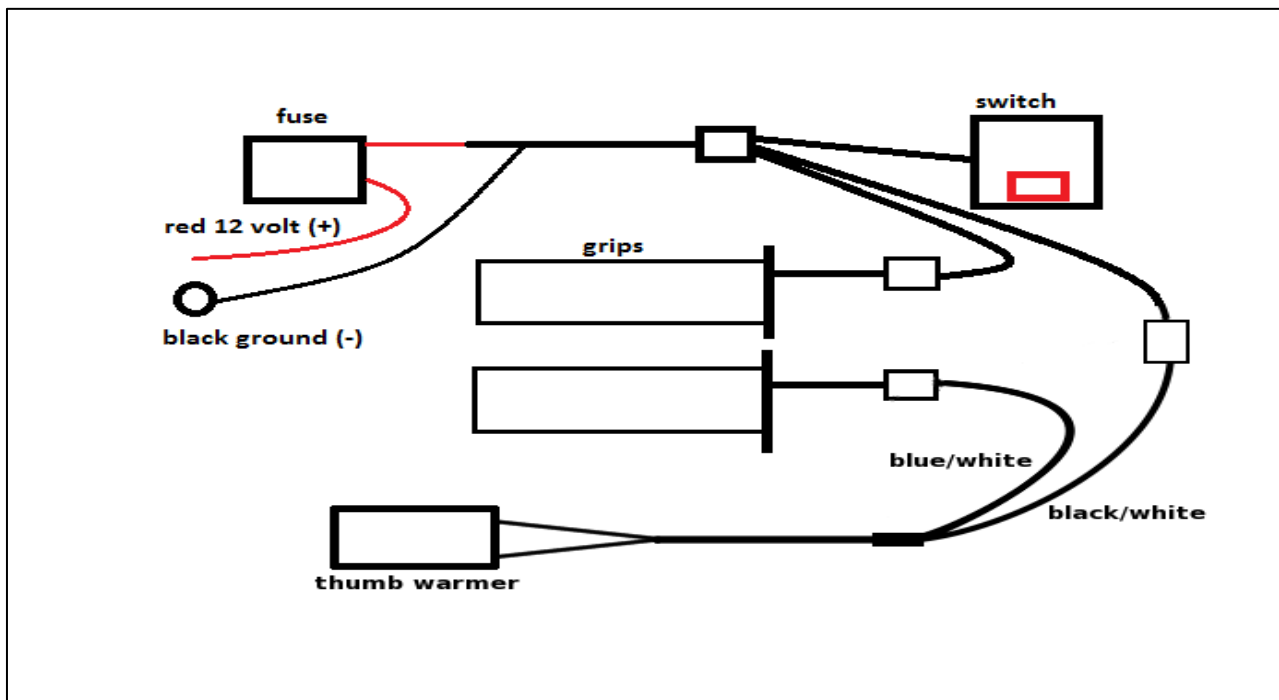 fuse
switch
red 12 volt (+)
grips
black ground (-)
blue/white
black/white
thumb warmer